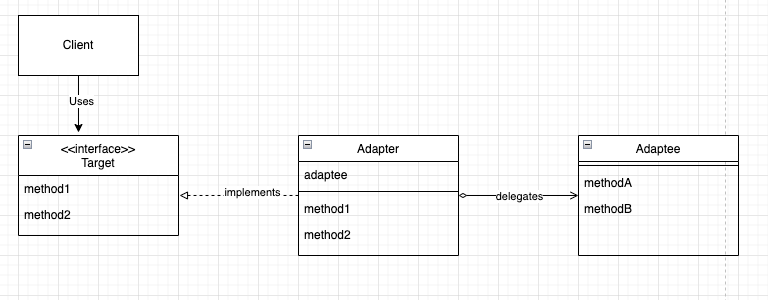 Client
Uses
<<interface>>
Target
method1
method2
implements
Adapter
adaptee
method1
method2
delegates
Adaptee
methodA
methodB